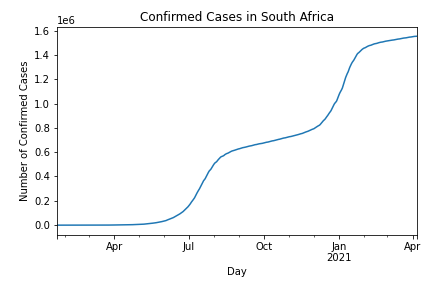 Confirmed Cases in South Africa
1e6
Number of Confirmed Cases
1.6
1.4
1.2
1.0
0.8
0.6
0.4
0.2
0.0
Apr Jul Oct Jan Apr
2021
Day